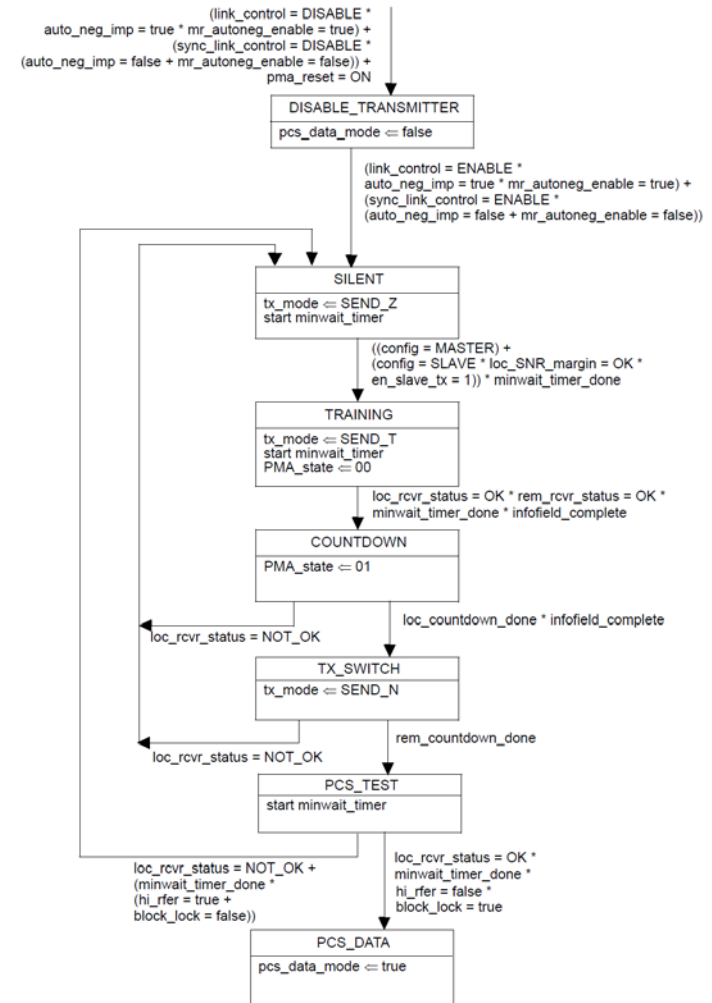 (link_control = DISABLE *
auto_neg_imp = true * mr_autoneg_enable = true) +
(sync_link_control = DISABLE *
(auto_neg_imp = false + mr_autoneg_enable = false)) +
pma_reset = ON
DISABLE_TRANSMITTER
pcs_data_mode ⇐ false
(link_control = ENABLE *
auto_neg_imp = true * mr_autoneg_enable = true) +
(sync_link_control = ENABLE *
(auto_neg_imp = false + mr_autoneg_enable = false))
SILENT
tx_mode ⇐ SEND_Z
start minwait_timer
((config = MASTER) +
(config = SLAVE * loc_SNR_margin = OK *
en_slave_tx = 1)) * minwait_timer_done
TRAINING
tx_mode ⇐ SEND_T
start minwait_timer
PMA_state ⇐ 00
loc_rcvr_status = OK * rem_rcvr_status = OK *
minwait_timer_done * infofield_complete
COUNTDOWN
PMA_state ⇐ 01
loc_countdown_done * infofield_complete
loc_rcvr_status = NOT_OK
TX_SWITCH
tx_mode ⇐ SEND_N
rem_countdown_done
loc_rcvr_status = NOT_OK
PCS_TEST
start minwait_timer
loc_rcvr_status = NOT_OK +
(minwait_timer_done *
(hi_rfer = true +
block_lock = false))
loc_rcvr_status = OK *
minwait_timer_done *
hi_rfer = false *
block_lock = true
PCS_DATA
pcs_data_mode ⇐ true